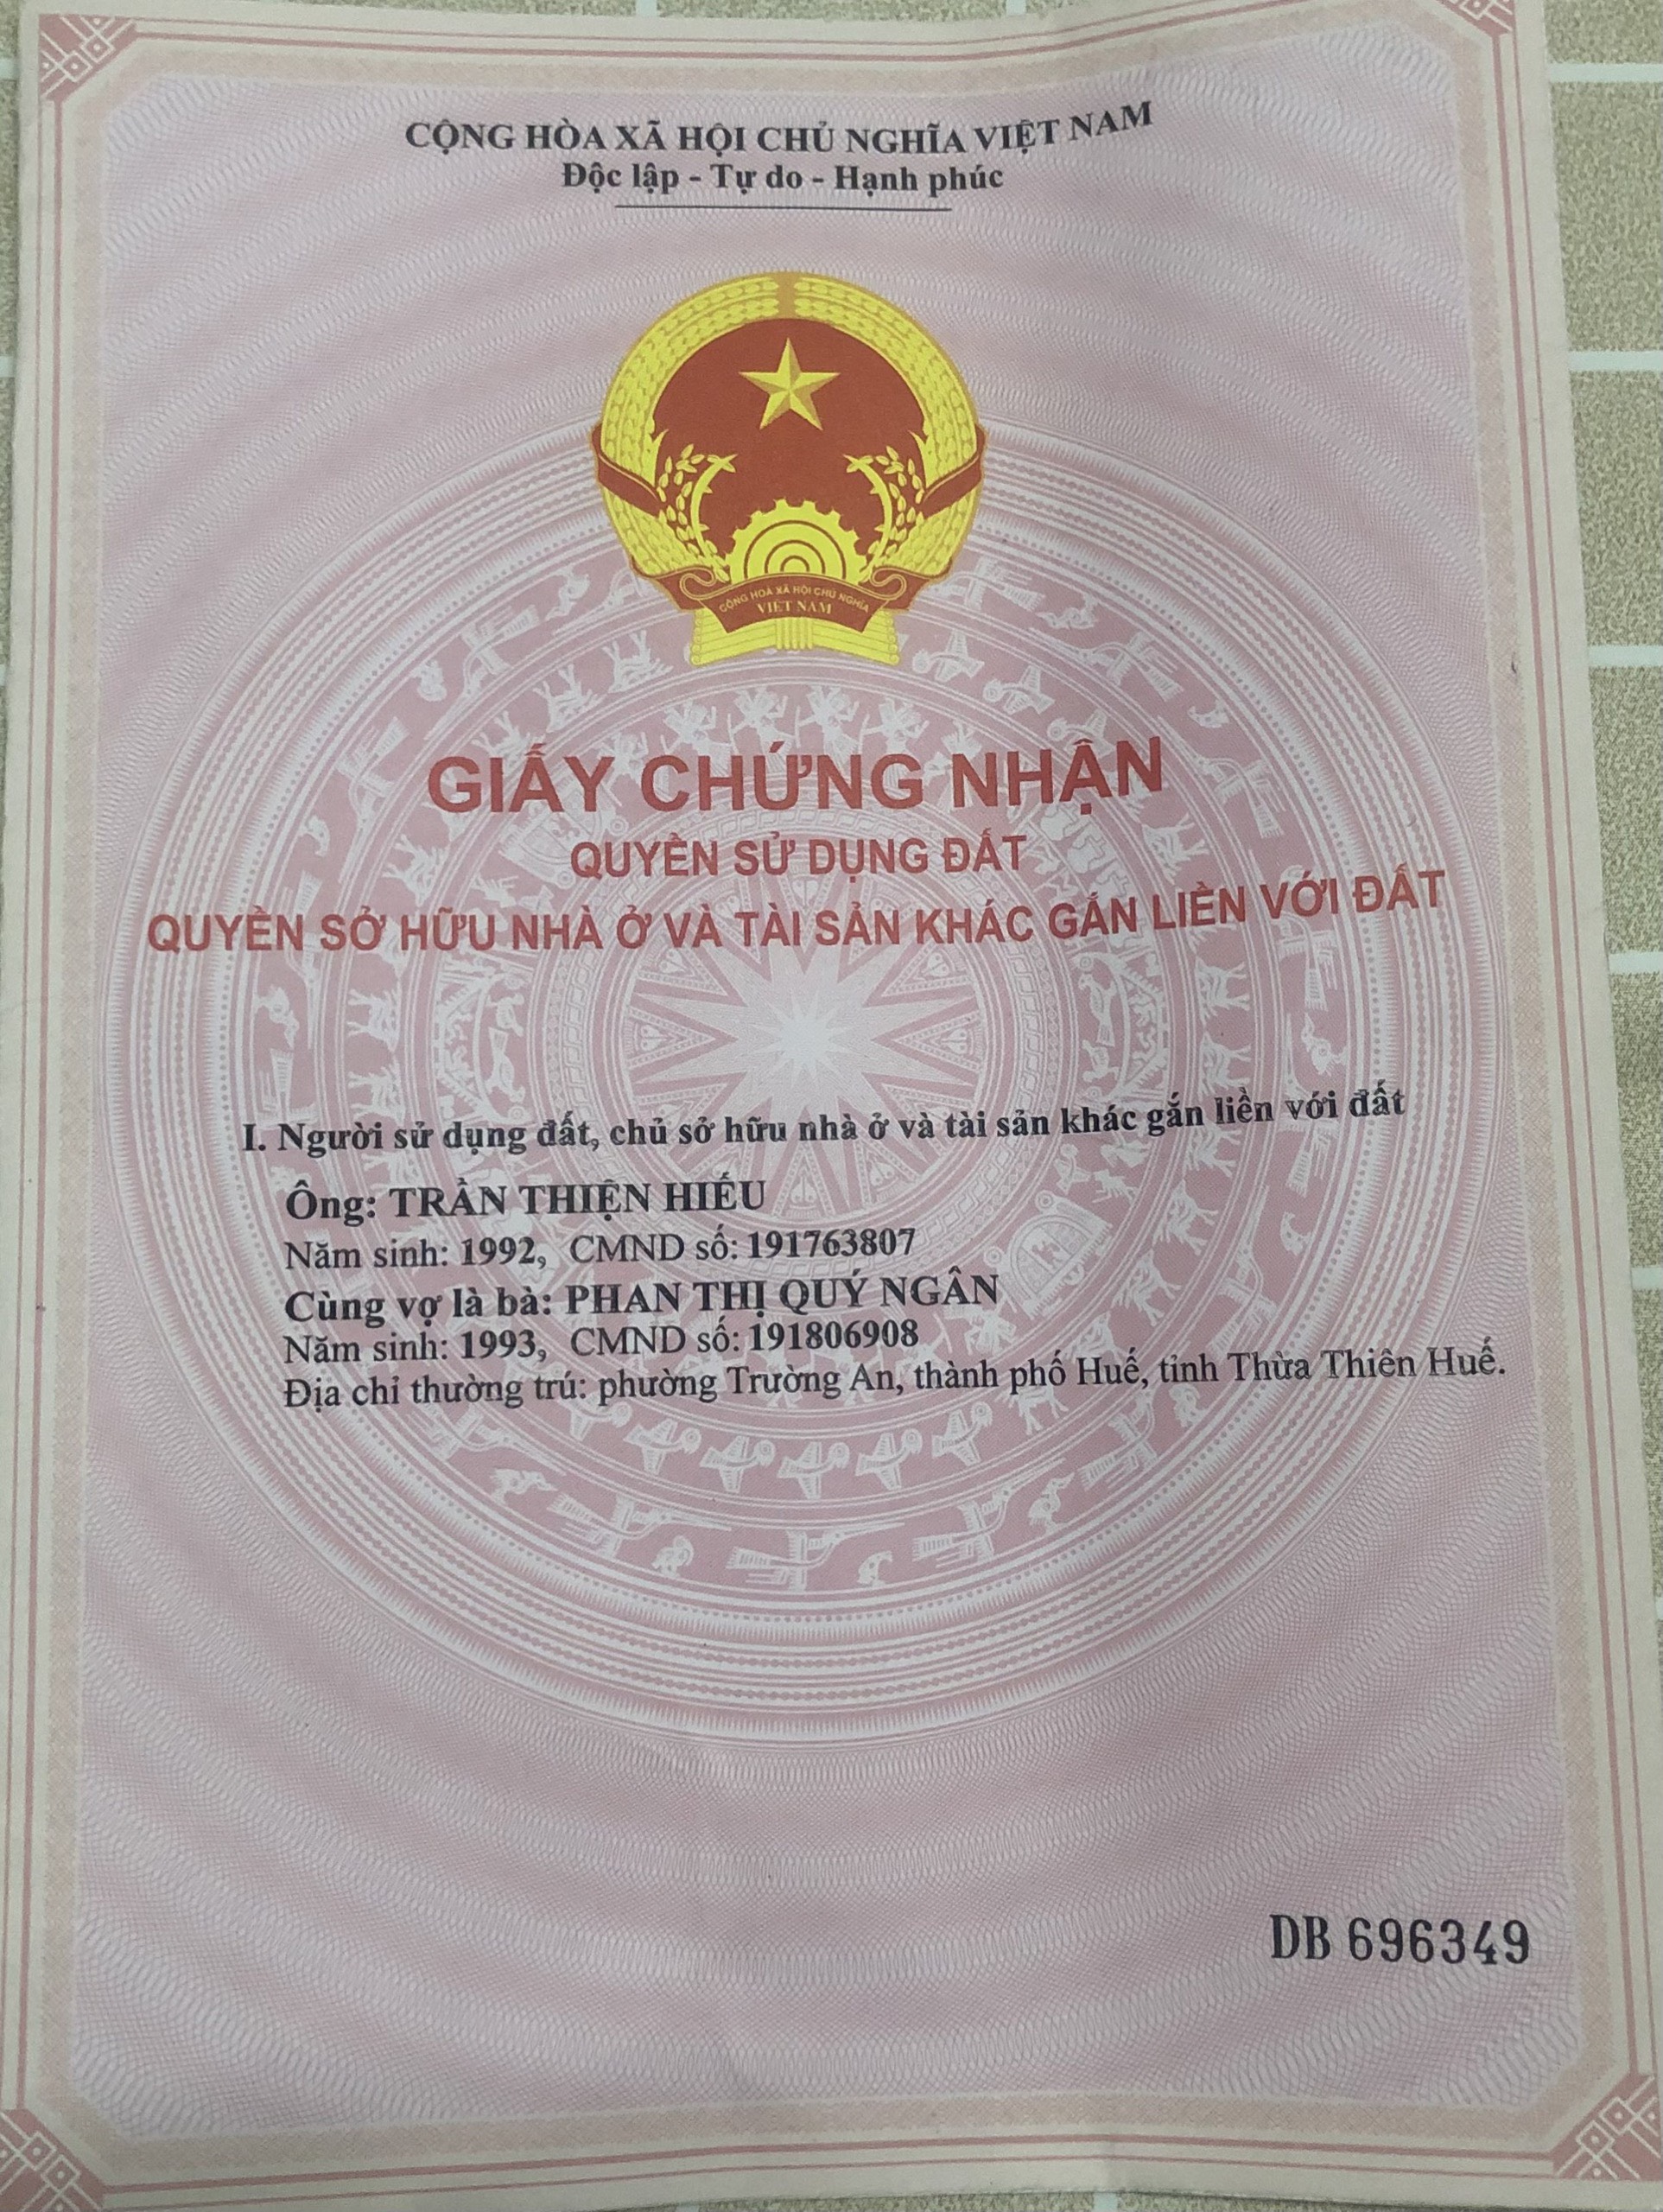 CỘNG HÒA XÃ HỘI CHỦ NGHĨA VIỆT NAM
Độc lập - Tự do - Hạnh phúc
CỘNG HOÀ XÃ HỘI CHỦ NGHĨA
VIỆT NAM
GIẤY CHỨNG NHẬN
QUYỀN SỬ DỤNG ĐẤT
QUYỀN SỞ HỮU NHÀ Ở VÀ TÀI SẢN KHÁC GẮN LIỀN VỚI ĐẤT
I. Người sử dụng đất, chủ sở hữu nhà ở và tài sản khác gắn liền với đất
Ông: TRẦN THIỆN HIẾU
Năm sinh: 1992, CMND số: 191763807
Cùng vợ là bà: PHAN THỊ QUÝ NGÂN
Năm sinh: 1993, CMND số: 191806908
Địa chỉ thường trú: phường Trường An, thành phố Huế, tỉnh Thừa Thiên Huế.
DB 696349